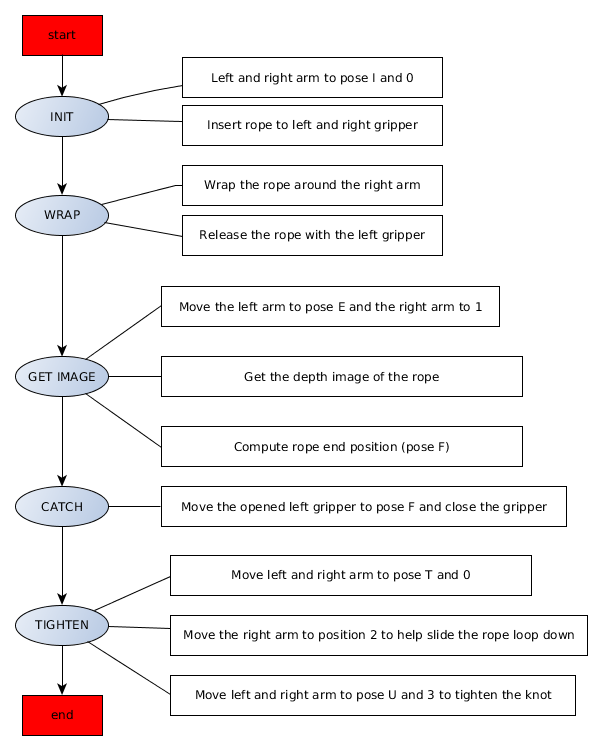 start
Left and right arm to pose I and 0
INIT
Insert rope to left and right gripper
Wrap the rope around the right arm
WRAP
Release the rope with the left gripper
Move the left arm to pose E and the right arm to 1
GET IMAGE
Get the depth image of the rope
Compute rope end position (pose F)
CATCH
Move the opened left gripper to pose F and close the gripper
Move left and right arm to pose T and 0
TIGHTEN
Move the right arm to position 2 to help slide the rope loop down
Move left and right arm to pose U and 3 to tighten the knot
end